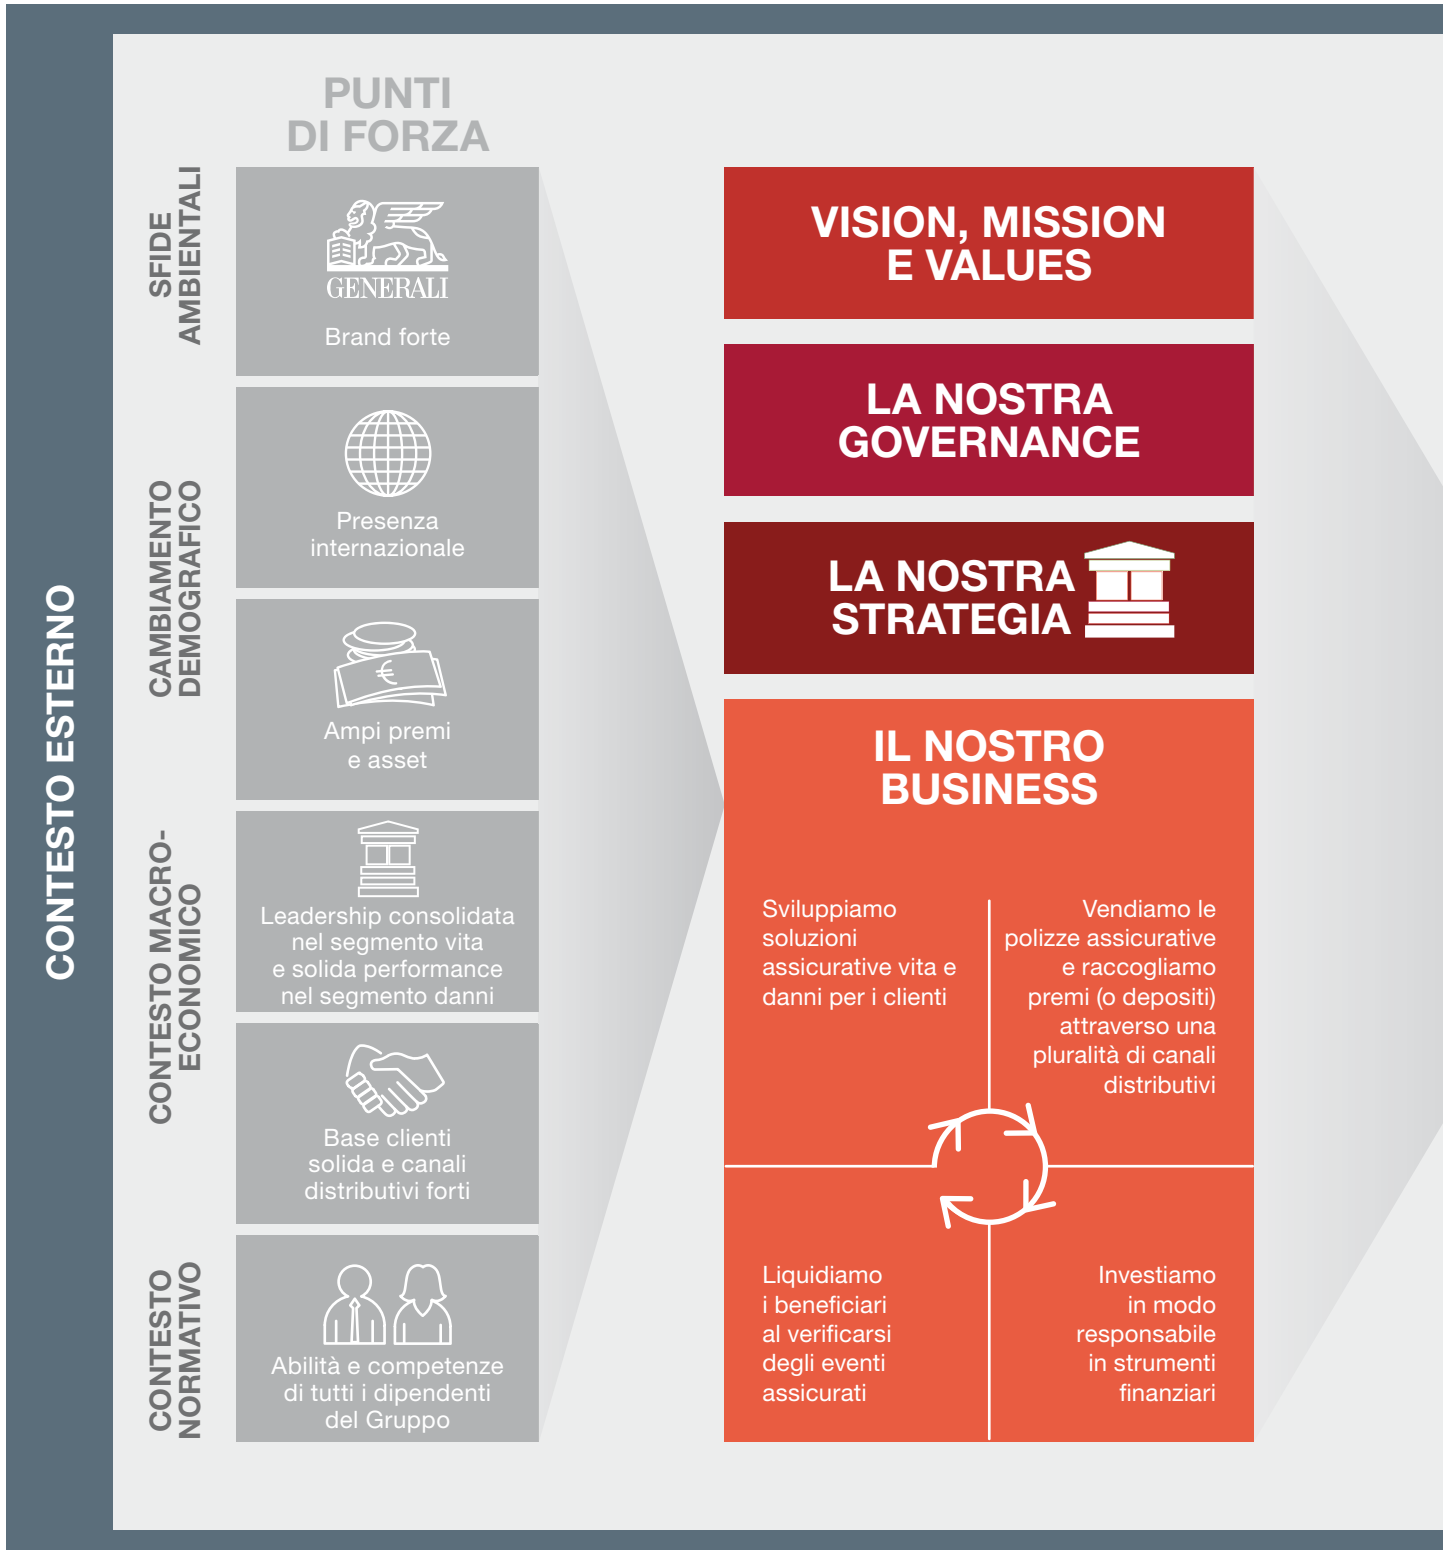 CONTESTO ESTERNO
SFIDE
AMBIENTALI
CAMBIAMENTO
DEMOGRAFICO
CONTESTO MACRO-
ECONOMICO
CONTESTO
NORMATIVO
PUNTI
DI FORZA
GENERALI
Brand forte
Presenza
internazionale
€
Ampi premi
e asset
Leadership consolidata
nel segmento vita
e solida performance
nel segmento danni
Base clienti
solida e canali
distributivi forti
Abilità e competenze
di tutti i dipendenti
del Gruppo
VISION, MISSION
E VALUES
LA NOSTRA
GOVERNANCE
LA NOSTRA
STRATEGIA
IL NOSTRO
BUSINESS
Sviluppiamo
soluzioni
assicurative vita e
danni per i clienti
Vendiamo le
polizze assicurative
e raccogliamo
premi (o depositi)
attraverso una
pluralità di canali
distributivi
Liquidiamo
i beneficiari
al verificarsi
degli eventi
assicurati
Investiamo
in modo
responsabile
in strumenti
finanziari